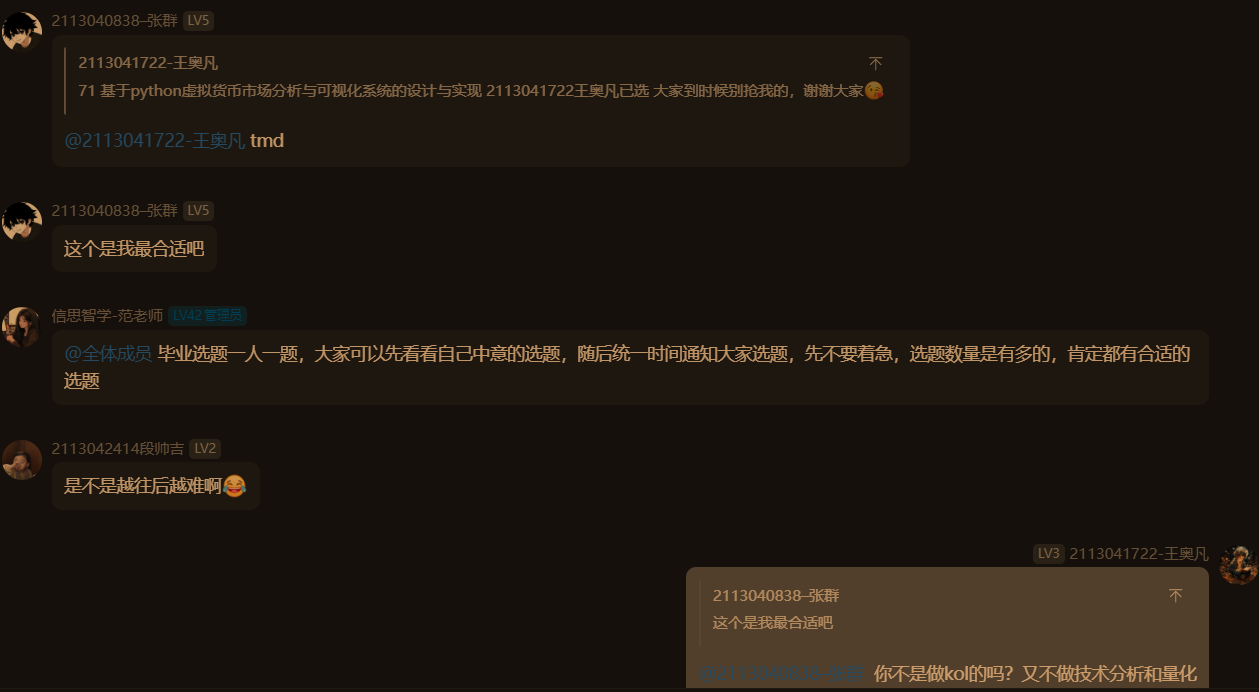 2113040838–张群 LV5
2113041722-王奥凡
71 基于python虚拟货币市场分析与可视化系统的设计与实现 2113041722王奥凡已选 大家到时候别抢我的，谢谢大家😘
@2113041722-王奥凡 tmd
2113040838–张群 LV5
这个是我最合适吧
信思智学-范老师 LV42 管理员
@全体成员 毕业选题一人一题，大家可以先看看自己中意的选题，随后统一时间通知大家选题，先不要着急，选题数量是有多的，肯定都有合适的
选题
2113042414段帅吉 LV2
是不是越往后越难啊😂
LV3 2113041722-王奥凡
2113040838–张群
这个是我最合适吧
@2113040838–张群 你不是做kol的吗？又不做技术分析和量化